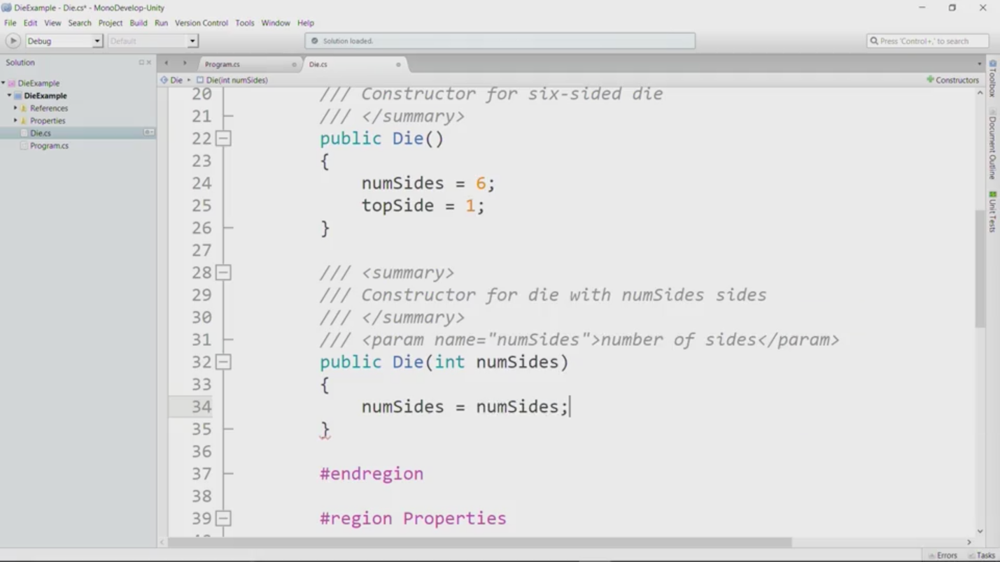 DieExample - Die.cs* - MonoDevelop-Unity
File Edit View Search Project Build Run Version Control Tools Window Help
Debug Default Solution loaded. Press 'Control+,' to search
Solution
DieExample
DieExample
References
Properties
Die.cs
Program.cs
Program.cs Die.cs
Die Die(int numSides) Constructors
20 /// Constructor for six-sided die
21 /// </summary>
22 public Die()
23 {
24 numSides = 6;
25 topSide = 1;
26 }
27
28 /// <summary>
29 /// Constructor for die with numSides sides
30 /// </summary>
31 /// <param name="numSides">number of sides</param>
32 public Die(int numSides)
33 {
34 numSides = numSides;
35 }
36
37 #endregion
38
39 #region Properties
Toolbox
Document Outline
Unit Tests
Errors Tasks